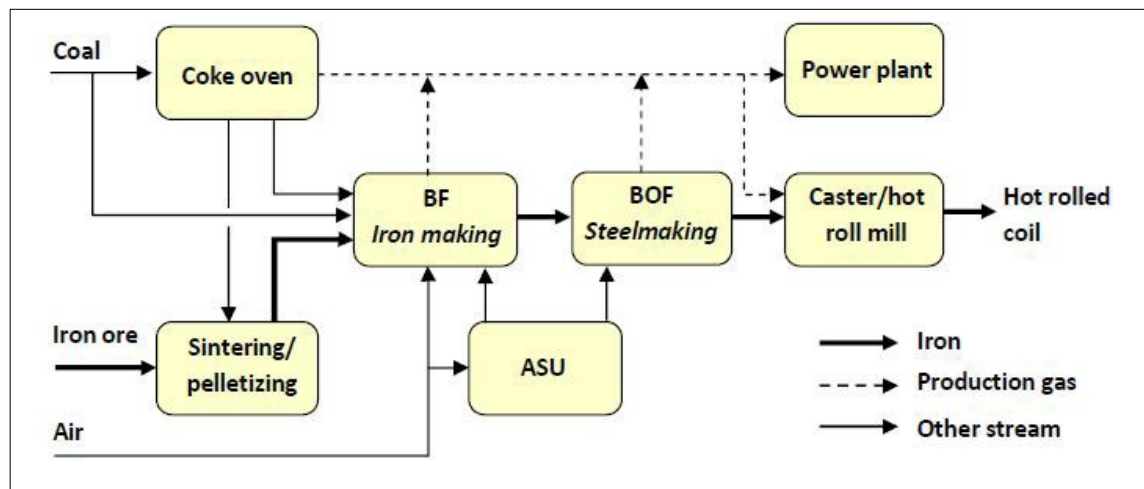 Coal
Coke oven
Power plant
BF
Iron making
BOF
Steelmaking
Caster/hot
roll mill
Hot rolled
coil
Iron ore
Sintering/
pelletizing
ASU
Air
Iron
Production gas
Other stream